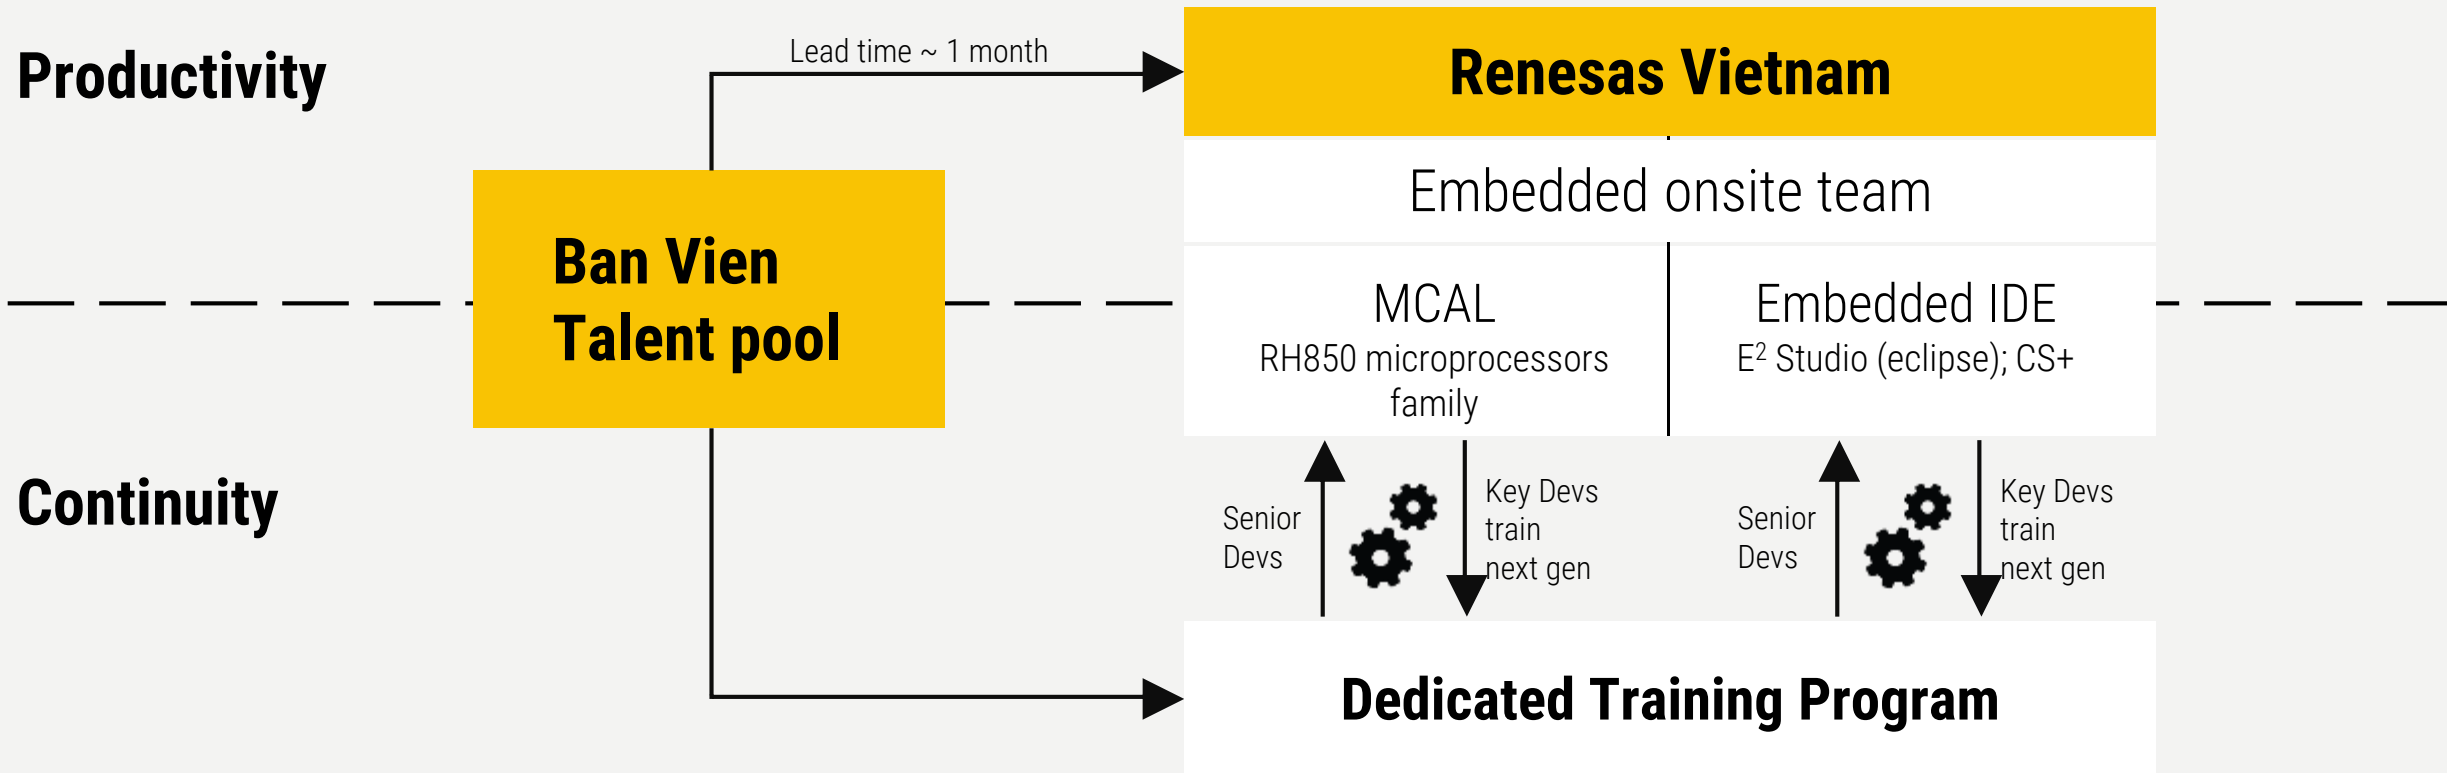 Productivity
Lead time ~ 1 month
Renesas Vietnam
Embedded onsite team
Ban Vien
Talent pool
MCAL
RH850 microprocessors
family
Embedded IDE
E² Studio (eclipse); CS+
Continuity
Senior
Devs
Key Devs
train
next gen
Senior
Devs
Key Devs
train
next gen
Dedicated Training Program